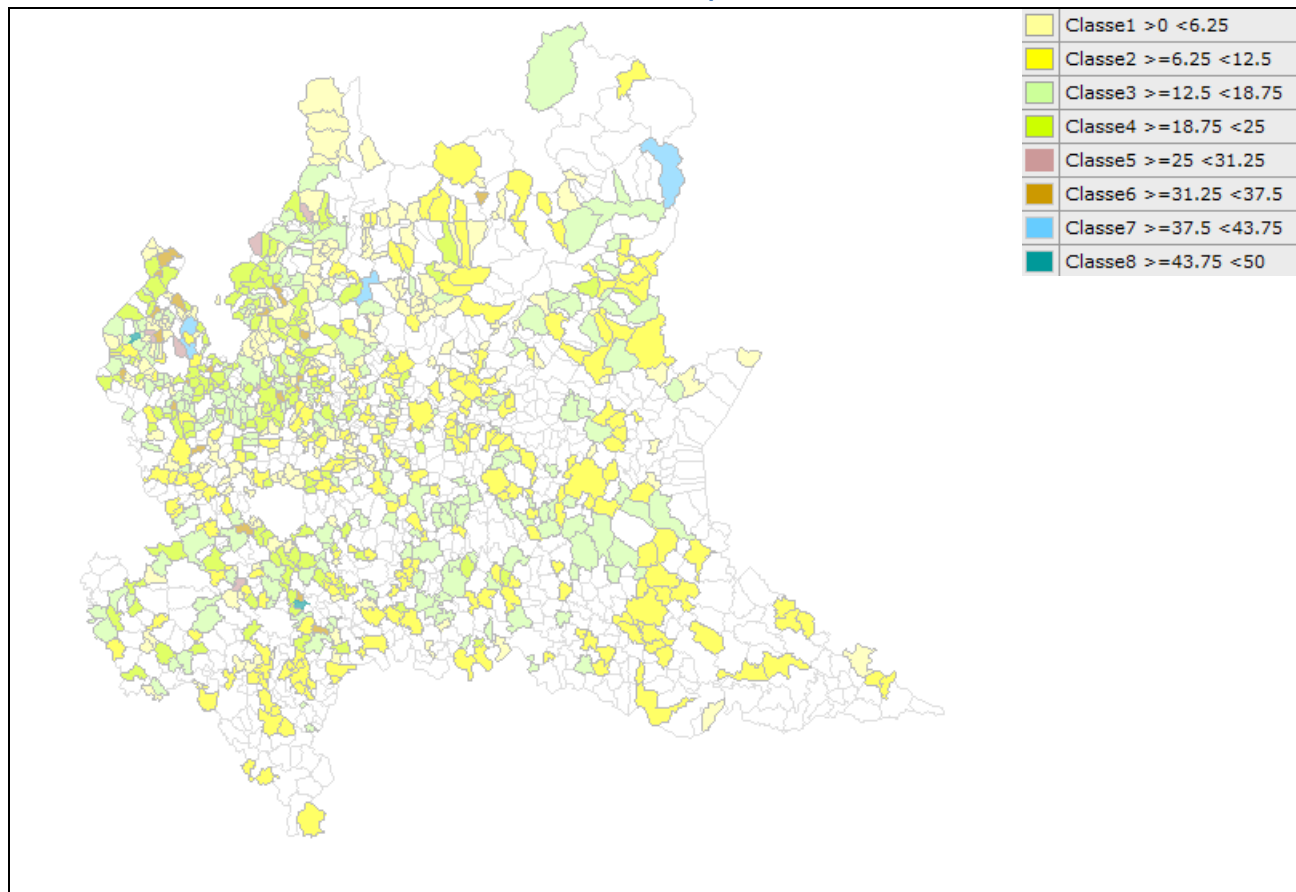 Classe1 >0 <6.25
Classe2 >=6.25 <12.5
Classe3 >=12.5 <18.75
Classe4 >=18.75 <25
Classe5 >=25 <31.25
Classe6 >=31.25 <37.5
Classe7 >=37.5 <43.75
Classe8 >=43.75 <50